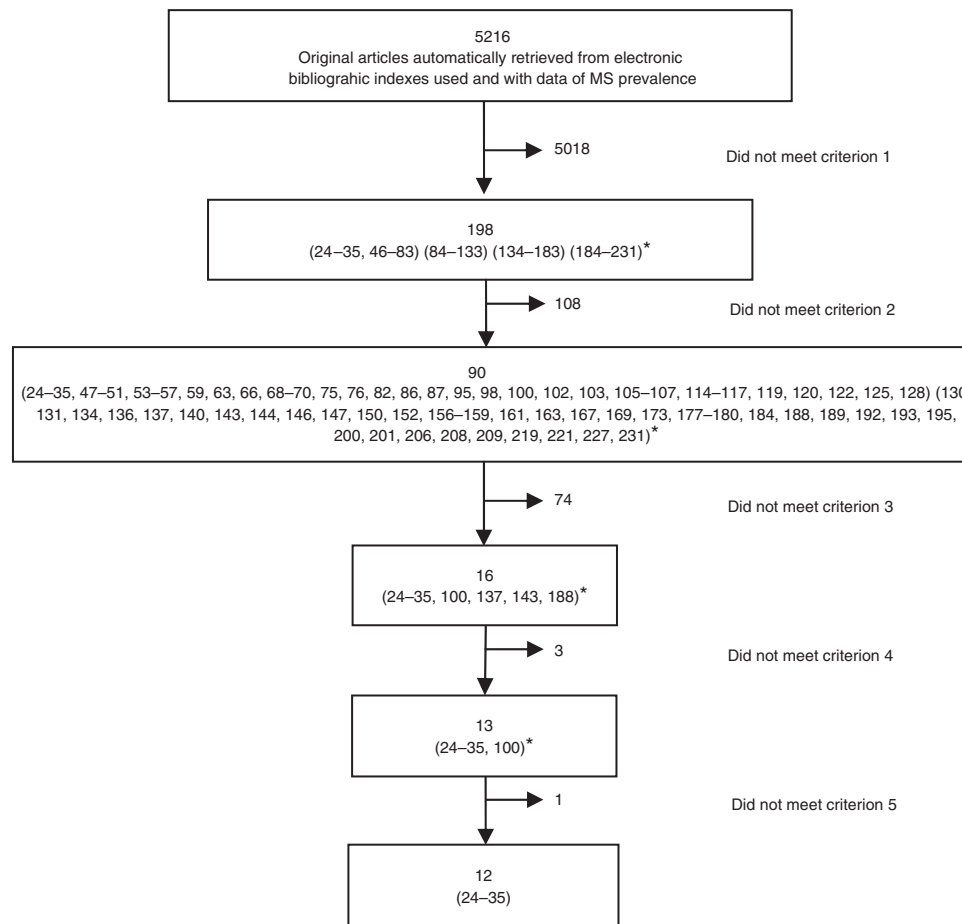 5216
Original articles automatically retrieved from electronic
bibliograhic indexes used and with data of MS prevalence
5018
Did not meet criterion 1
198
(24–35, 46–83) (84–133) (134–183) (184–231)*
108
Did not meet criterion 2
90
(24–35, 47–51, 53–57, 59, 63, 66, 68–70, 75, 76, 82, 86, 87, 95, 98, 100, 102, 103, 105–107, 114–117, 119, 120, 122, 125, 128) (130
131, 134, 136, 137, 140, 143, 144, 146, 147, 150, 152, 156–159, 161, 163, 167, 169, 173, 177–180, 184, 188, 189, 192, 193, 195,
200, 201, 206, 208, 209, 219, 221, 227, 231)*
74
Did not meet criterion 3
16
(24–35, 100, 137, 143, 188)*
3
Did not meet criterion 4
13
(24–35, 100)*
1
Did not meet criterion 5
12
(24–35)